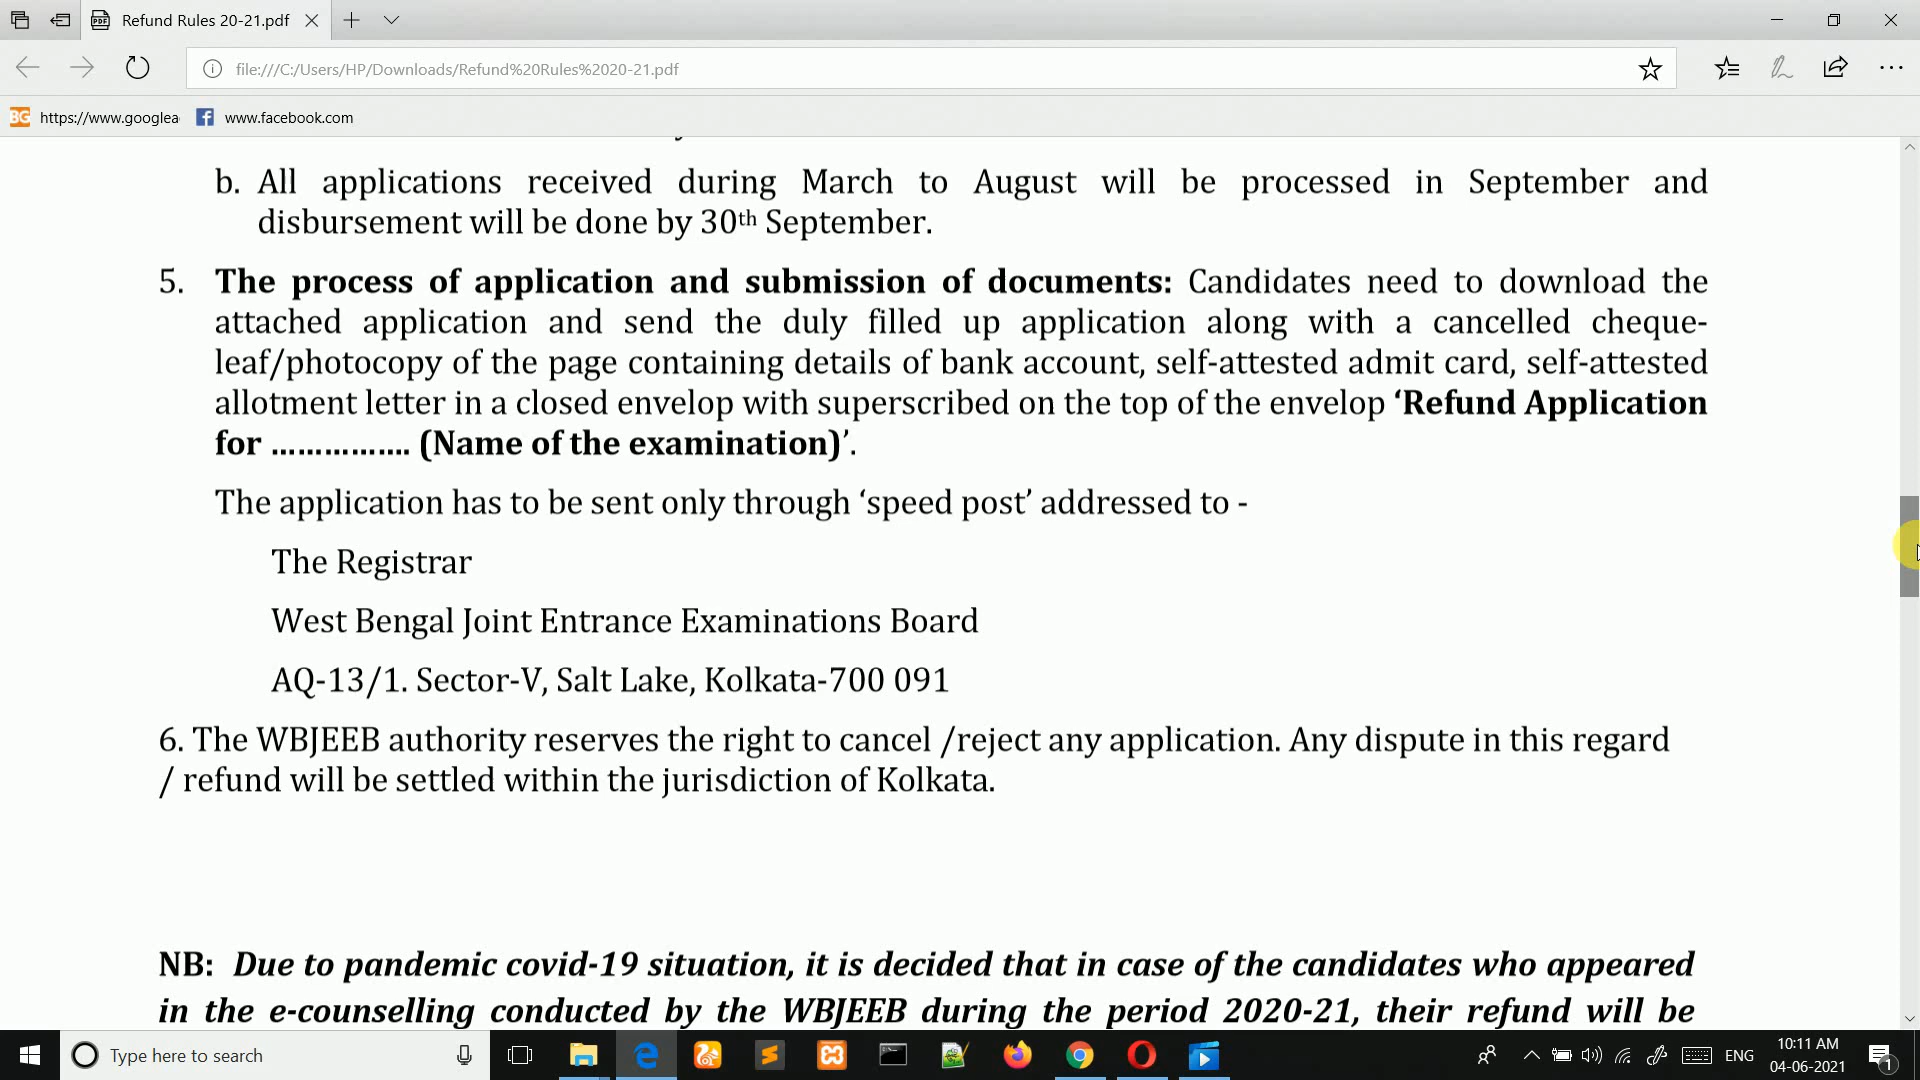 Refund Rules 20-21.pdf
file:///C:/Users/HP/Downloads/Refund%20Rules%2020-21.pdf
https://www.googlea
www.facebook.com
b. All applications received during March to August will be processed in September and
disbursement will be done by 30th September.
5. The process of application and submission of documents: Candidates need to download the
attached application and send the duly filled up application along with a cancelled cheque-
leaf/photocopy of the page containing details of bank account, self-attested admit card, self-attested
allotment letter in a closed envelop with superscribed on the top of the envelop ‘Refund Application
for ................ (Name of the examination)’.
The application has to be sent only through ‘speed post’ addressed to -
The Registrar
West Bengal Joint Entrance Examinations Board
AQ-13/1. Sector-V, Salt Lake, Kolkata-700 091
6. The WBJEEB authority reserves the right to cancel /reject any application. Any dispute in this regard
/ refund will be settled within the jurisdiction of Kolkata.
NB: Due to pandemic covid-19 situation, it is decided that in case of the candidates who appeared
in the e-counselling conducted by the WBJEEB during the period 2020-21, their refund will be
Type here to search
ENG
10:11 AM
04-06-2021
1